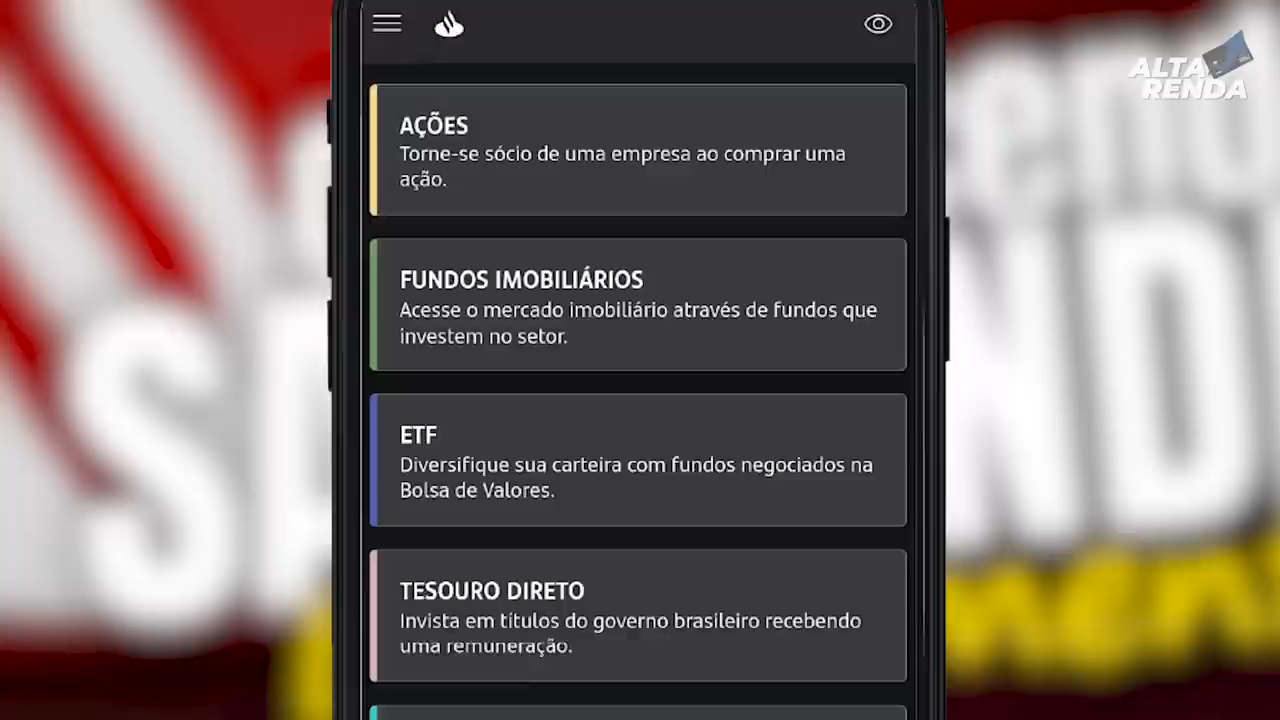 ALTA
RENDA
AÇÕES
Torne-se sócio de uma empresa ao comprar uma
ação.
FUNDOS IMOBILIÁRIOS
Acesse o mercado imobiliário através de fundos que
investem no setor.
ETF
Diversifique sua carteira com fundos negociados na
Bolsa de Valores.
TESOURO DIRETO
Invista em títulos do governo brasileiro recebendo
uma remuneração.